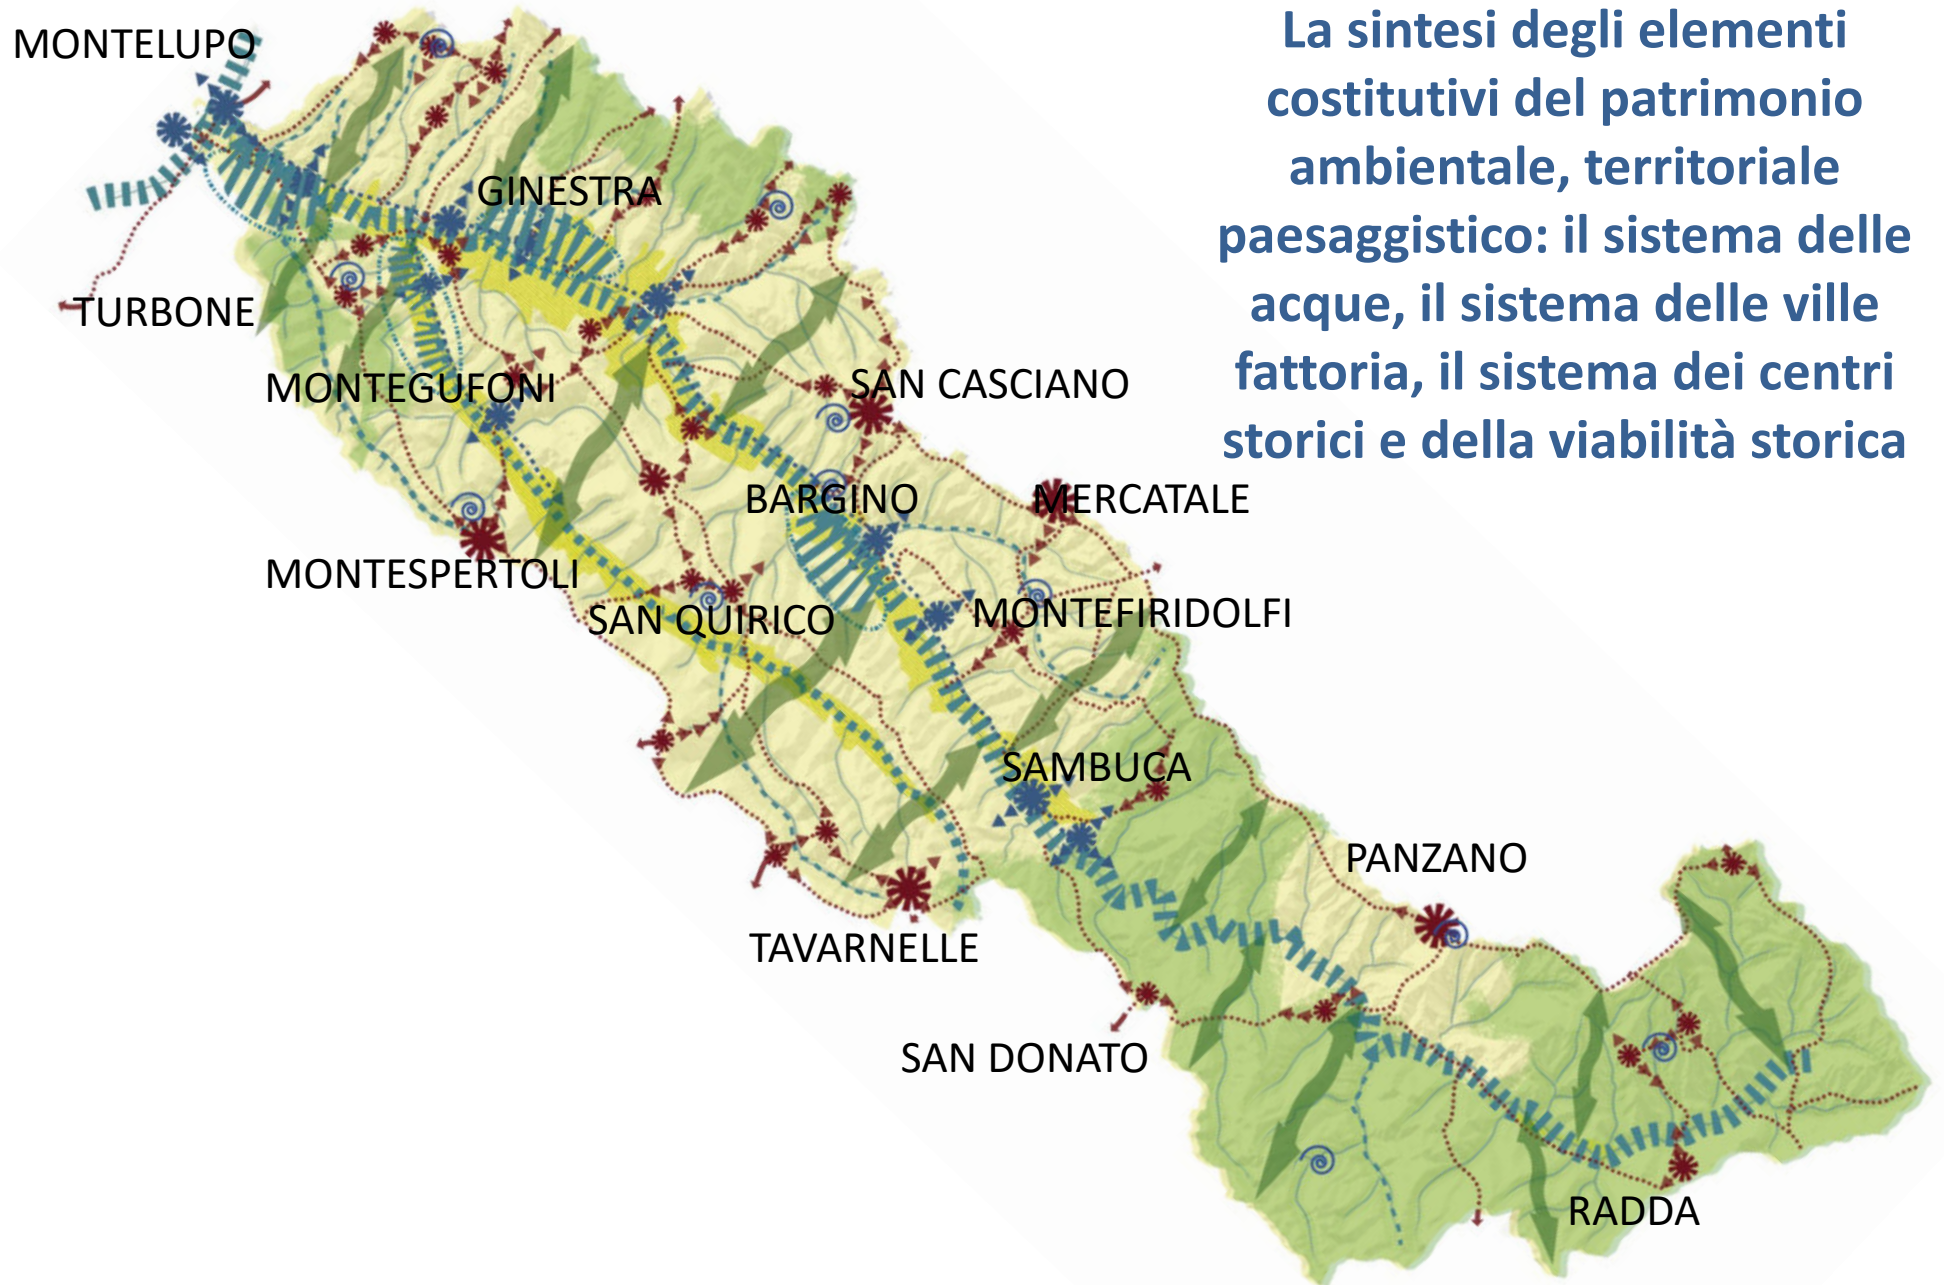 La sintesi degli elementi
costitutivi del patrimonio
ambientale, territoriale
paesaggistico: il sistema delle
acque, il sistema delle ville
fattoria, il sistema dei centri
storici e della viabilità storica
MONTELUPO
GINESTRA
TURBONE
MONTEGUFONI
SAN CASCIANO
BARGINO
MERCATALE
MONTESPERTOLI
SAN QUIRICO
MONTEFIRIDOLFI
SAMBUCA
PANZANO
TAVARNELLE
SAN DONATO
RADDA